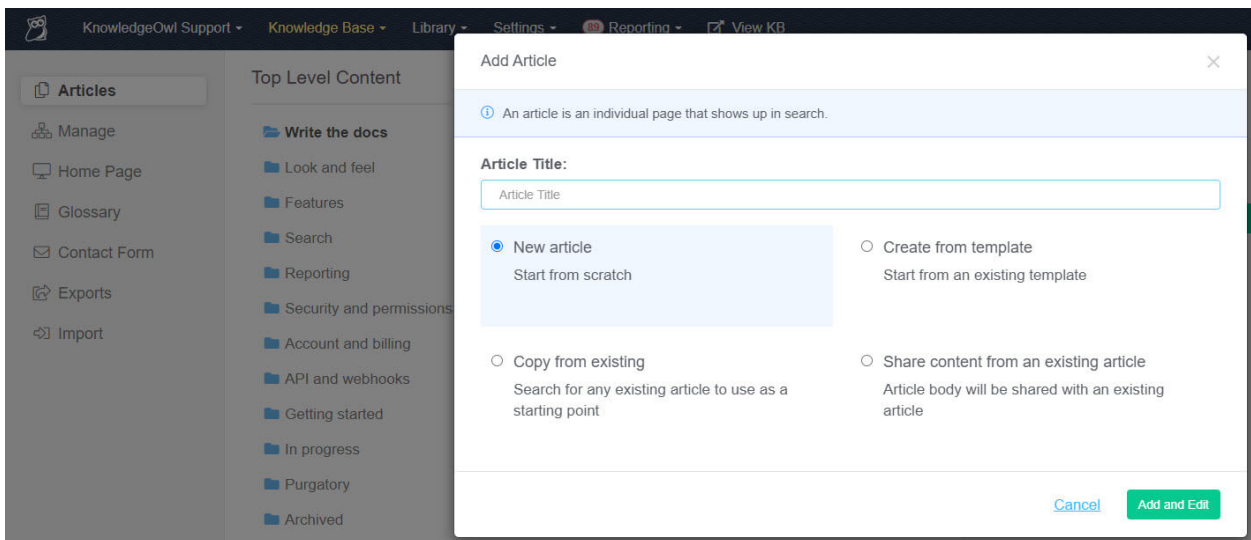 KnowledgeOwl Support
Knowledge Base
Library
Settings
89 Reporting
View KB
Articles
Manage
Home Page
Glossary
Contact Form
Exports
Import
Top Level Content
Write the docs
Look and feel
Features
Search
Reporting
Security and permissions
Account and billing
API and webhooks
Getting started
In progress
Purgatory
Archived
Add Article
An article is an individual page that shows up in search.
Article Title:
Article Title
New article
Start from scratch
Create from template
Start from an existing template
Copy from existing
Search for any existing article to use as a
starting point
Share content from an existing article
Article body will be shared with an existing
article
Cancel
Add and Edit